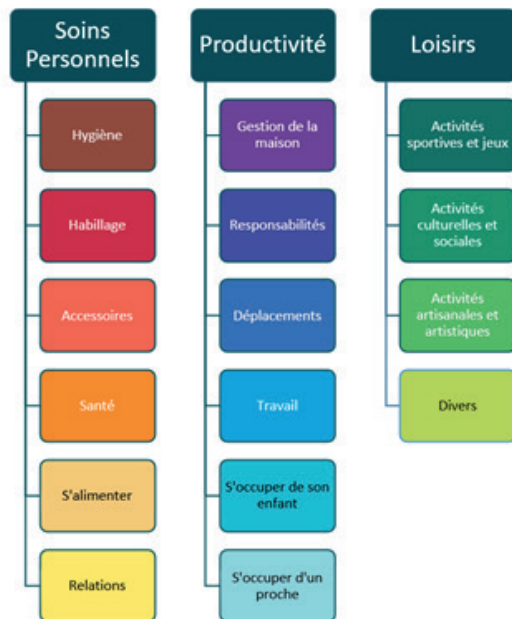 Soins
Personnels
Hygiène
Habillage
Accessoires
Santé
S'alimenter
Relations
Productivité
Gestion de la
maison
Responsabilités
Déplacements
Travail
S'occuper de son
enfant
S'occuper d'un
proche
Loisirs
Activités
sportives et jeux
Activités
culturelles et
sociales
Activités
artisanales et
artistiques
Divers